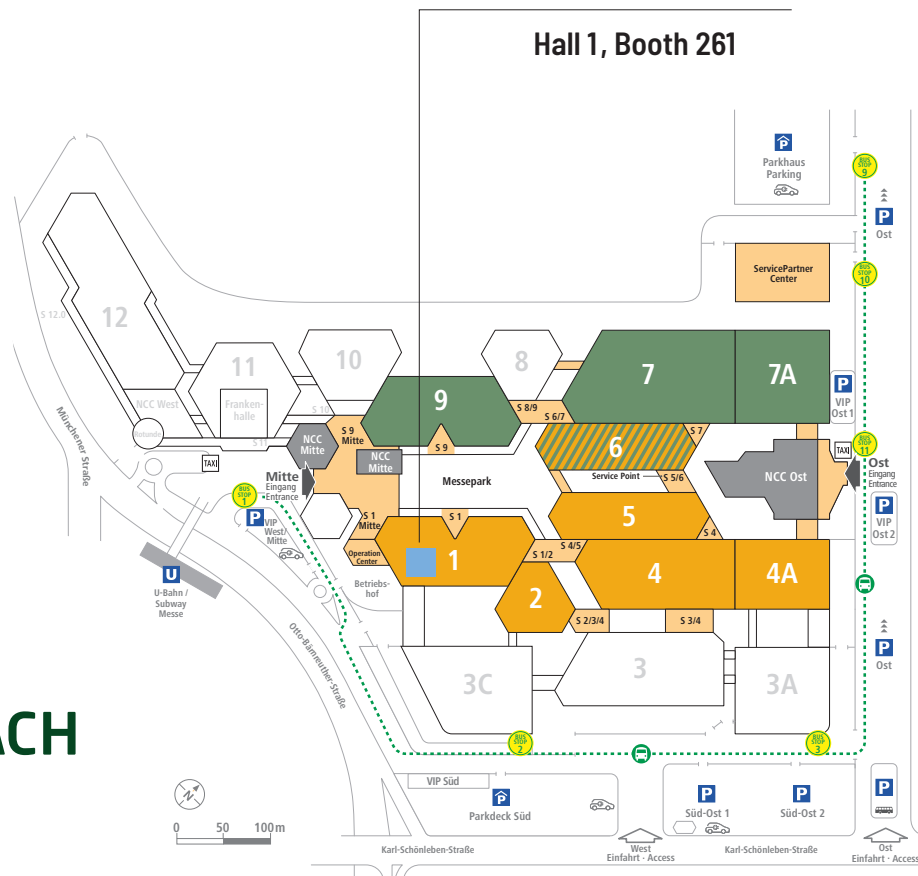 Hall 1, Booth 261
Parkhaus
Parking
BUS
STOP
9
P
Ost
ServicePartner
Center
BUS
STOP
10
12
S 12.0
11
10
8
7
7A
NCC West
Franken-
halle
S 10
9
S 8/9
S 6/7
P
VIP
Ost 1
Rotunde
S 11
NCC
Mitte
S 9
Mitte
S 9
6
S 7
BUS
STOP
11
TAXI
Münchener Straße
TAXI
NCC
Mitte
Mitte
Eingang
Entrance
Messepark
Service Point
S 5/6
NCC Ost
Ost
Eingang
Entrance
BUS
STOP
1
P
VIP
West/
Mitte
S 1
Mitte
S 1
5
S 4
P
VIP
Ost 2
Operation
Center
1
S 1/2
S 4/5
4
4A
U
U-Bahn /
Subway
Messe
Betriebs-
hof
2
S 2/3/4
S 3/4
P
Ost
Otto-Bärnreuther-Straße
3C
3
3A
ACH
BUS
STOP
2
BUS
STOP
3
N
VIP Süd
P
Parkdeck Süd
P
Süd-Ost 1
P
Süd-Ost 2
P
0 50 100m
Karl-Schönleben-Straße
West
Einfahrt · Access
Karl-Schönleben-Straße
Ost
Einfahrt · Access